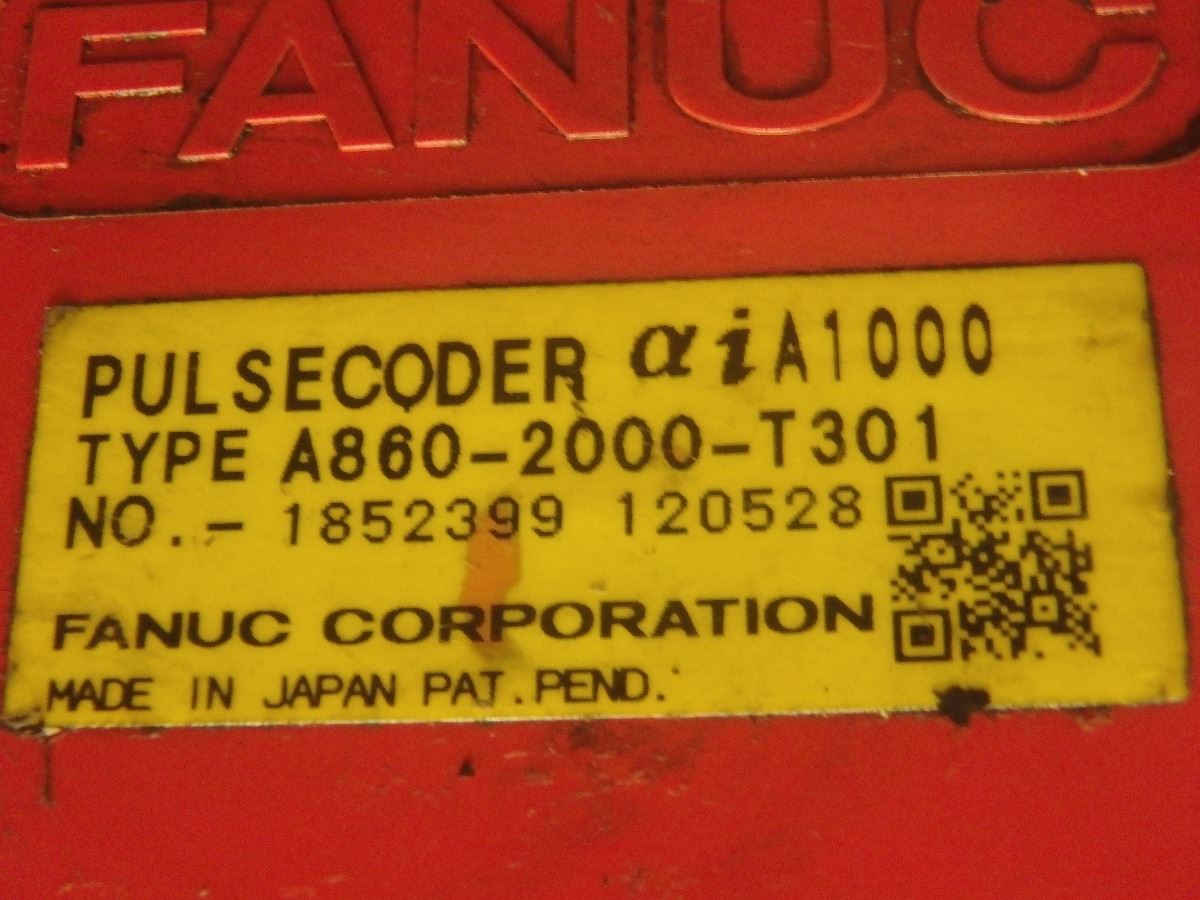 FANUC
PULSECODER αiA1000
TYPE A860-2000-T301
NO.- 1852399 120528
FANUC CORPORATION
MADE IN JAPAN PAT.PEND.